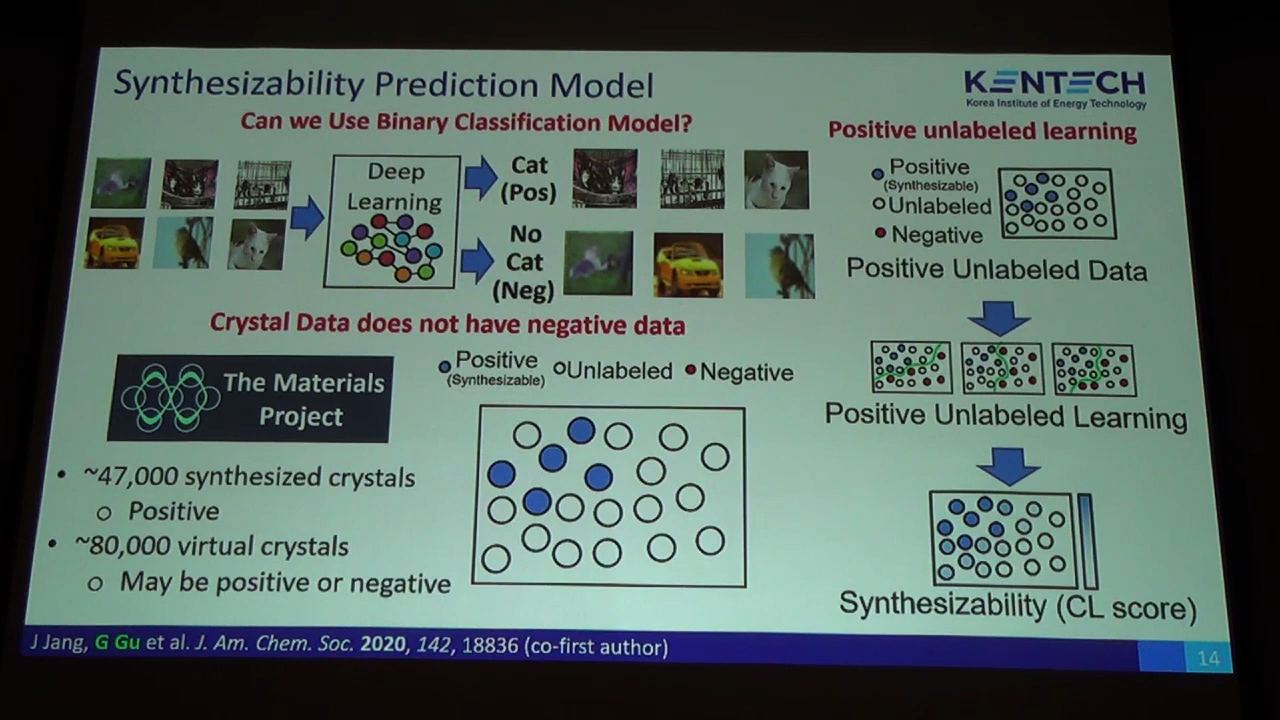 Synthesizability Prediction Model
KENTECH
Korea Institute of Energy Technology
Can we Use Binary Classification Model?
Deep
Learning
Cat
(Pos)
No
Cat
(Neg)
Crystal Data does not have negative data
The Materials
Project
• ~47,000 synthesized crystals
o Positive
• ~80,000 virtual crystals
o May be positive or negative
Positive
(Synthesizable)
Unlabeled
Negative
Positive unlabeled learning
Positive
(Synthesizable)
Unlabeled
Negative
Positive Unlabeled Data
Positive Unlabeled Learning
Synthesizability (CL score)
J Jang, G Gu et al. J. Am. Chem. Soc. 2020, 142, 18836 (co-first author)
14